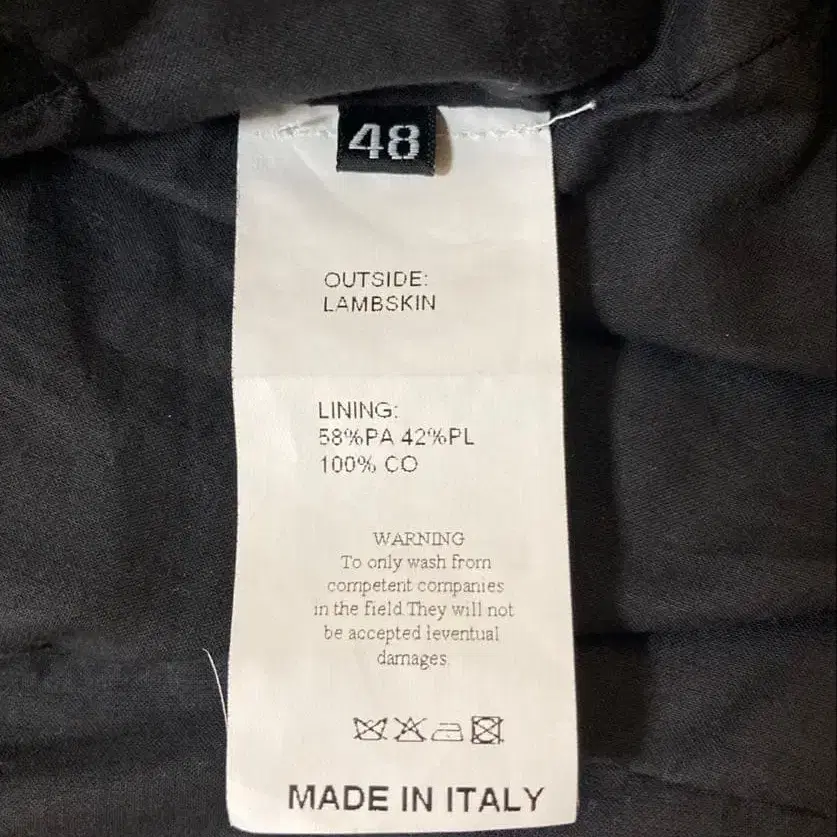 48
OUTSIDE:
LAMBSKIN
LINING:
58%PA 42%PL
100% CO
WARNING
To only wash from
competent companies
in the field.They will not
be accepted leventual
damages.
MADE IN ITALY